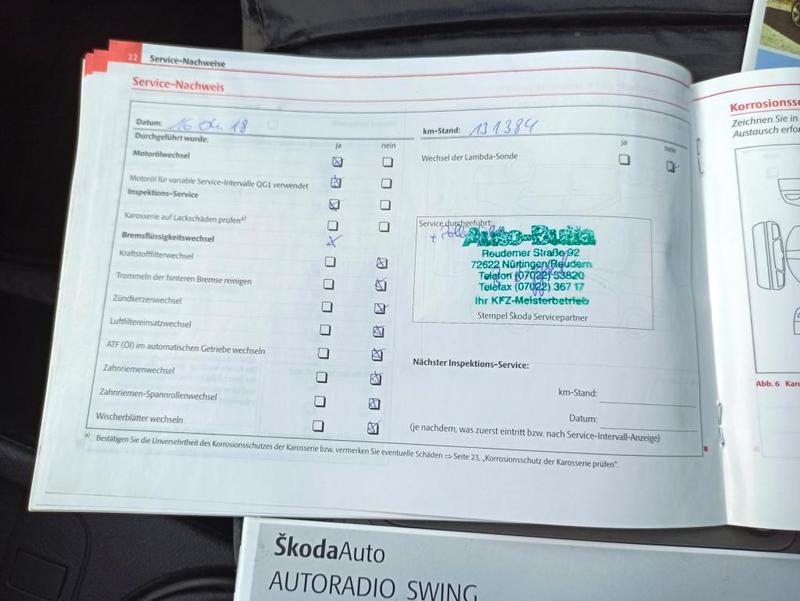 22 Service-Nachweise
Service-Nachweis
Datum: 16.04.18
km-Stand: 131384
Durchgeführt wurde:
ja nein
ja nein
Motorölwechsel
Wechsel der Lambda-Sonde
Motoröl für variable Service-Intervalle QG1 verwendet
Inspektions-Service
Karosserie auf Lackschäden prüfen a)
Bremsflüssigkeitswechsel
Kraftstofffilterwechsel
Trommeln der hinteren Bremse reinigen
Zündkerzenwechsel
Luftfiltereinsatzwechsel
ATF (Öl) im automatischen Getriebe wechseln
Zahnriemenwechsel
Zahnriemen-Spannrollenwechsel
Wischerblätter wechseln
Service durchgeführt:
Reuderner Straße 92
72622 Nürtingen/Reudern
Telefon (07022) 53820
Telefax (07022) 367 17
Ihr KFZ-Meisterbetrieb
Stempel Škoda Servicepartner
Nächster Inspektions-Service:
km-Stand:
Datum:
(je nachdem, was zuerst eintritt bzw. nach Service-Intervall-Anzeige)
a) Bestätigen Sie die Unversehrtheit des Korrosionsschutzes der Karosserie bzw. vermerken Sie eventuelle Schäden ⇒ Seite 23, „Korrosionsschutz der Karosserie prüfen".
Korrosionss
Zeichnen Sie in
Austausch erfor
Abb. 6 Karo
ŠkodaAuto
AUTORADIO SWING